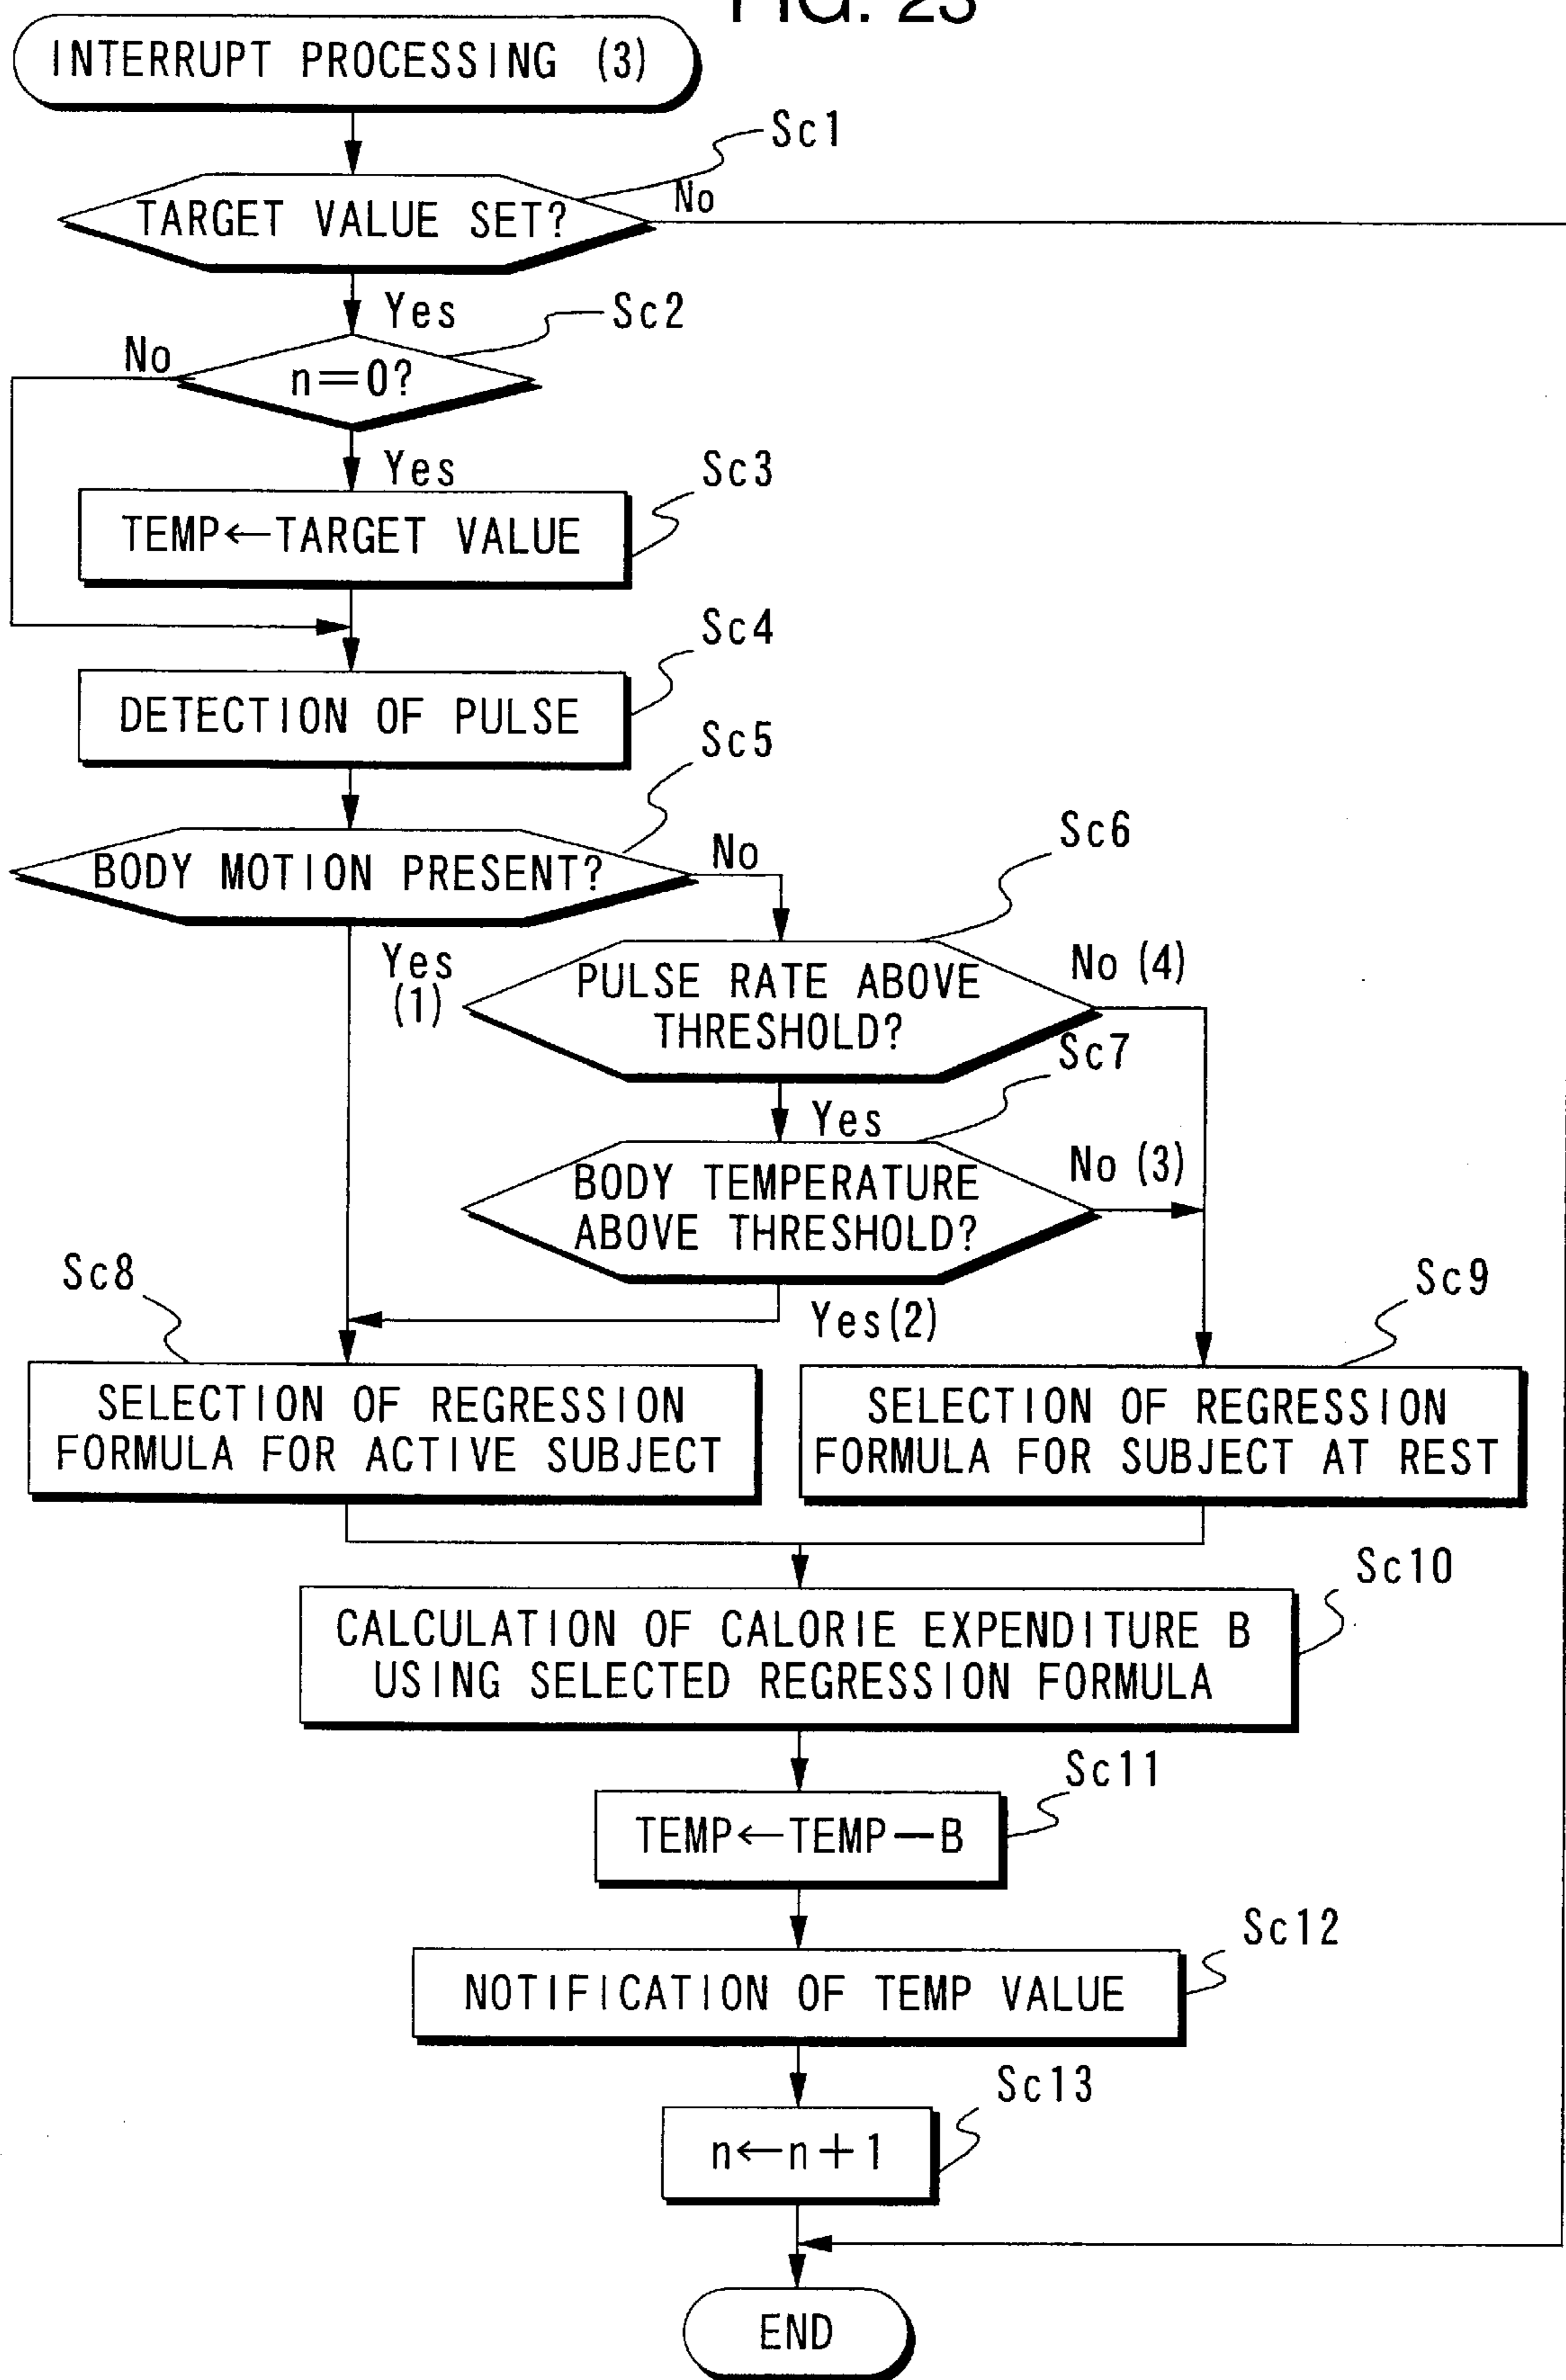 FIG. 23
INTERRUPT PROCESSING (3)
Sc1
TARGET VALUE SET?
No
Yes
Sc2
No
n=0?
Yes
Sc3
TEMP←TARGET VALUE
Sc4
DETECTION OF PULSE
Sc5
BODY MOTION PRESENT?
No
Sc6
Yes
(1)
PULSE RATE ABOVE
THRESHOLD?
No (4)
Sc7
Yes
BODY TEMPERATURE
ABOVE THRESHOLD?
No (3)
Yes(2)
Sc8
Sc9
SELECTION OF REGRESSION
FORMULA FOR ACTIVE SUBJECT
SELECTION OF REGRESSION
FORMULA FOR SUBJECT AT REST
Sc10
CALCULATION OF CALORIE EXPENDITURE B
USING SELECTED REGRESSION FORMULA
Sc11
TEMP←TEMP—B
Sc12
NOTIFICATION OF TEMP VALUE
Sc13
n←n+1
END